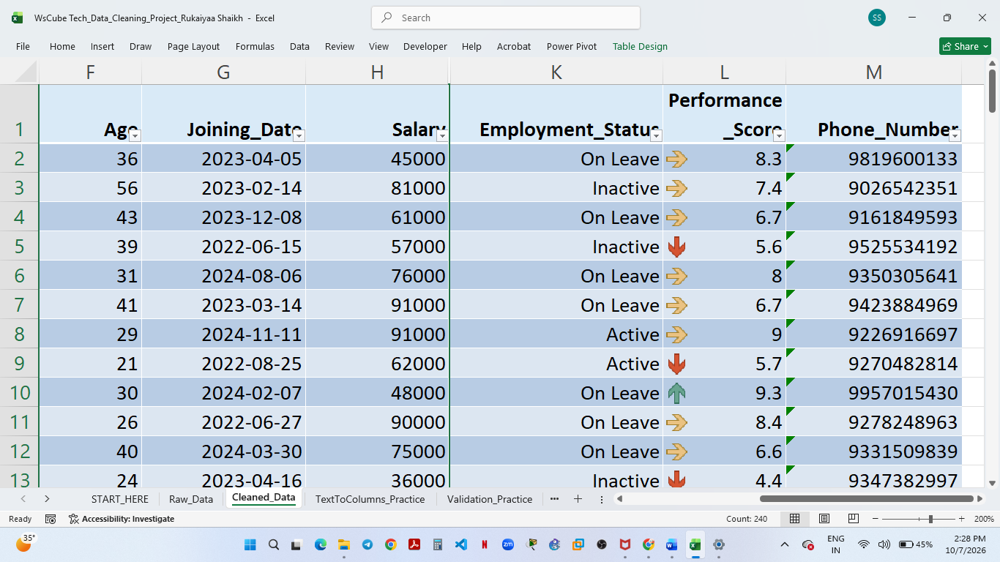 WsCube Tech_Data_Cleaning_Project_Rukaiyaa Shaikh - Excel
Search
SS
File Home Insert Draw Page Layout Formulas Data Review View Developer Help Acrobat Power Pivot Table Design
Share
F G H K L M
1 Age Joining_Date Salary Employment_Status Performance_Score Phone_Number
2 36 2023-04-05 45000 On Leave 8.3 9819600133
3 56 2023-02-14 81000 Inactive 7.4 9026542351
4 43 2023-12-08 61000 On Leave 6.7 9161849593
5 39 2022-06-15 57000 Inactive 5.6 9525534192
6 31 2024-08-06 76000 On Leave 8 9350305641
7 41 2023-03-14 91000 On Leave 6.7 9423884969
8 29 2024-11-11 91000 Active 9 9226916697
9 21 2022-08-25 62000 Active 5.7 9270482814
10 30 2024-02-07 48000 On Leave 9.3 9957015430
11 26 2022-06-27 90000 On Leave 8.4 9278248963
12 40 2024-03-30 75000 On Leave 6.6 9331509839
13 24 2023-04-16 36000 Inactive 4.4 9347382997
START_HERE Raw_Data Cleaned_Data TextToColumns_Practice Validation_Practice
Ready Accessibility: Investigate Count: 240 200%
35° ENG IN 45% 2:28 PM 10/7/2026